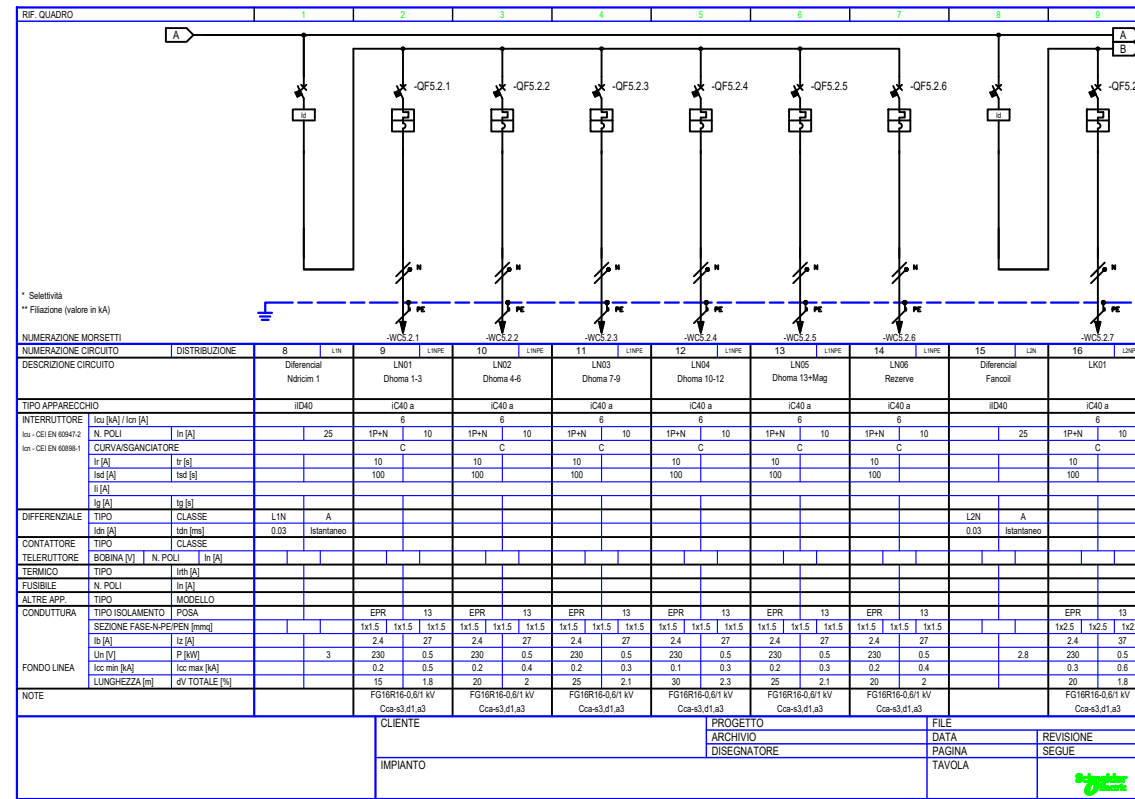 RIF. QUADRO 1 2 3 4 5 6 7 8 9
A A
B
-QF5.2.1 -QF5.2.2 -QF5.2.3 -QF5.2.4 -QF5.2.5 -QF5.2.6
Id Id
N N N N N N N
* Selettività
** Filiazione (valore in kA)
PE PE PE PE PE PE PE
NUMERAZIONE MORSETTI -WC5.2.1 -WC5.2.2 -WC5.2.3 -WC5.2.4 -WC5.2.5 -WC5.2.6 -WC5.2.7
NUMERAZIONE CIRCUITO DISTRIBUZIONE 8 L1N 9 L1NPE 10 L1NPE 11 L1NPE 12 L1NPE 13 L1NPE 14 L1NPE 15 L2N 16
DESCRIZIONE CIRCUITO Diferencial LN01 LN02 LN03 LN04 LN05 LN06 Diferencial LK01
Ndricim 1 Dhoma 1-3 Dhoma 4-6 Dhoma 7-9 Dhoma 10-12 Dhoma 13+Mag Rezerve Fancoil
TIPO APPARECCHIO iID40 iC40 a iC40 a iC40 a iC40 a iC40 a iC40 a iID40 iC40 a
INTERRUTTORE Icu [kA] / Icn [A] 6 6 6 6 6 6 6
Icu - CEI EN 60947-2 N. POLI In [A] 25 1P+N 10 1P+N 10 1P+N 10 1P+N 10 1P+N 10 1P+N 10 25 1P+N 10
Icn - CEI EN 60898-1 CURVA/SGANCIATORE C C C C C C C
Ir [A] tr [s] 10 10 10 10 10 10 10
Isd [A] tsd [s] 100 100 100 100 100 100 100
Ii [A]
Ig [A] tg [s]
DIFFERENZIALE TIPO CLASSE L1N A L2N A
Idn [A] tdn [ms] 0.03 Istantaneo 0.03 Istantaneo
CONTATTORE TIPO CLASSE
TELERUTTORE BOBINA [V] N. POLI In [A]
TERMICO TIPO Irth [A]
FUSIBILE N. POLI In [A]
ALTRE APP. TIPO MODELLO
CONDUTTURA TIPO ISOLAMENTO POSA EPR 13 EPR 13 EPR 13 EPR 13 EPR 13 EPR 13 EPR 13
SEZIONE FASE-N-PE/PEN [mmq] 1x1.5 1x1.5 1x1.5 1x1.5 1x1.5 1x1.5 1x1.5 1x1.5 1x1.5 1x1.5 1x1.5 1x1.5 1x1.5 1x1.5 1x1.5 1x1.5 1x1.5 1x1.5 1x2.5 1x2.5
Ib [A] Iz [A] 2.4 27 2.4 27 2.4 27 2.4 27 2.4 27 2.4 27 2.4 37
Un [V] P [kW] 3 230 0.5 230 0.5 230 0.5 230 0.5 230 0.5 230 0.5 2.8 230 0.5
FONDO LINEA Icc min [kA] Icc max [kA] 0.2 0.5 0.2 0.4 0.2 0.3 0.1 0.3 0.2 0.3 0.2 0.4 0.3 0.6
LUNGHEZZA [m] dV TOTALE [%] 15 1.8 20 2 25 2.1 30 2.3 25 2.1 20 2 20 1.8
NOTE FG16R16-0,6/1 kV FG16R16-0,6/1 kV FG16R16-0,6/1 kV FG16R16-0,6/1 kV FG16R16-0,6/1 kV FG16R16-0,6/1 kV FG16R16-0,6/1 kV
Cca-s3,d1,a3 Cca-s3,d1,a3 Cca-s3,d1,a3 Cca-s3,d1,a3 Cca-s3,d1,a3 Cca-s3,d1,a3 Cca-s3,d1,a3
CLIENTE PROGETTO FILE
ARCHIVIO DATA REVISIONE
DISEGNATORE PAGINA SEGUE
IMPIANTO TAVOLA
Schneider
Electric